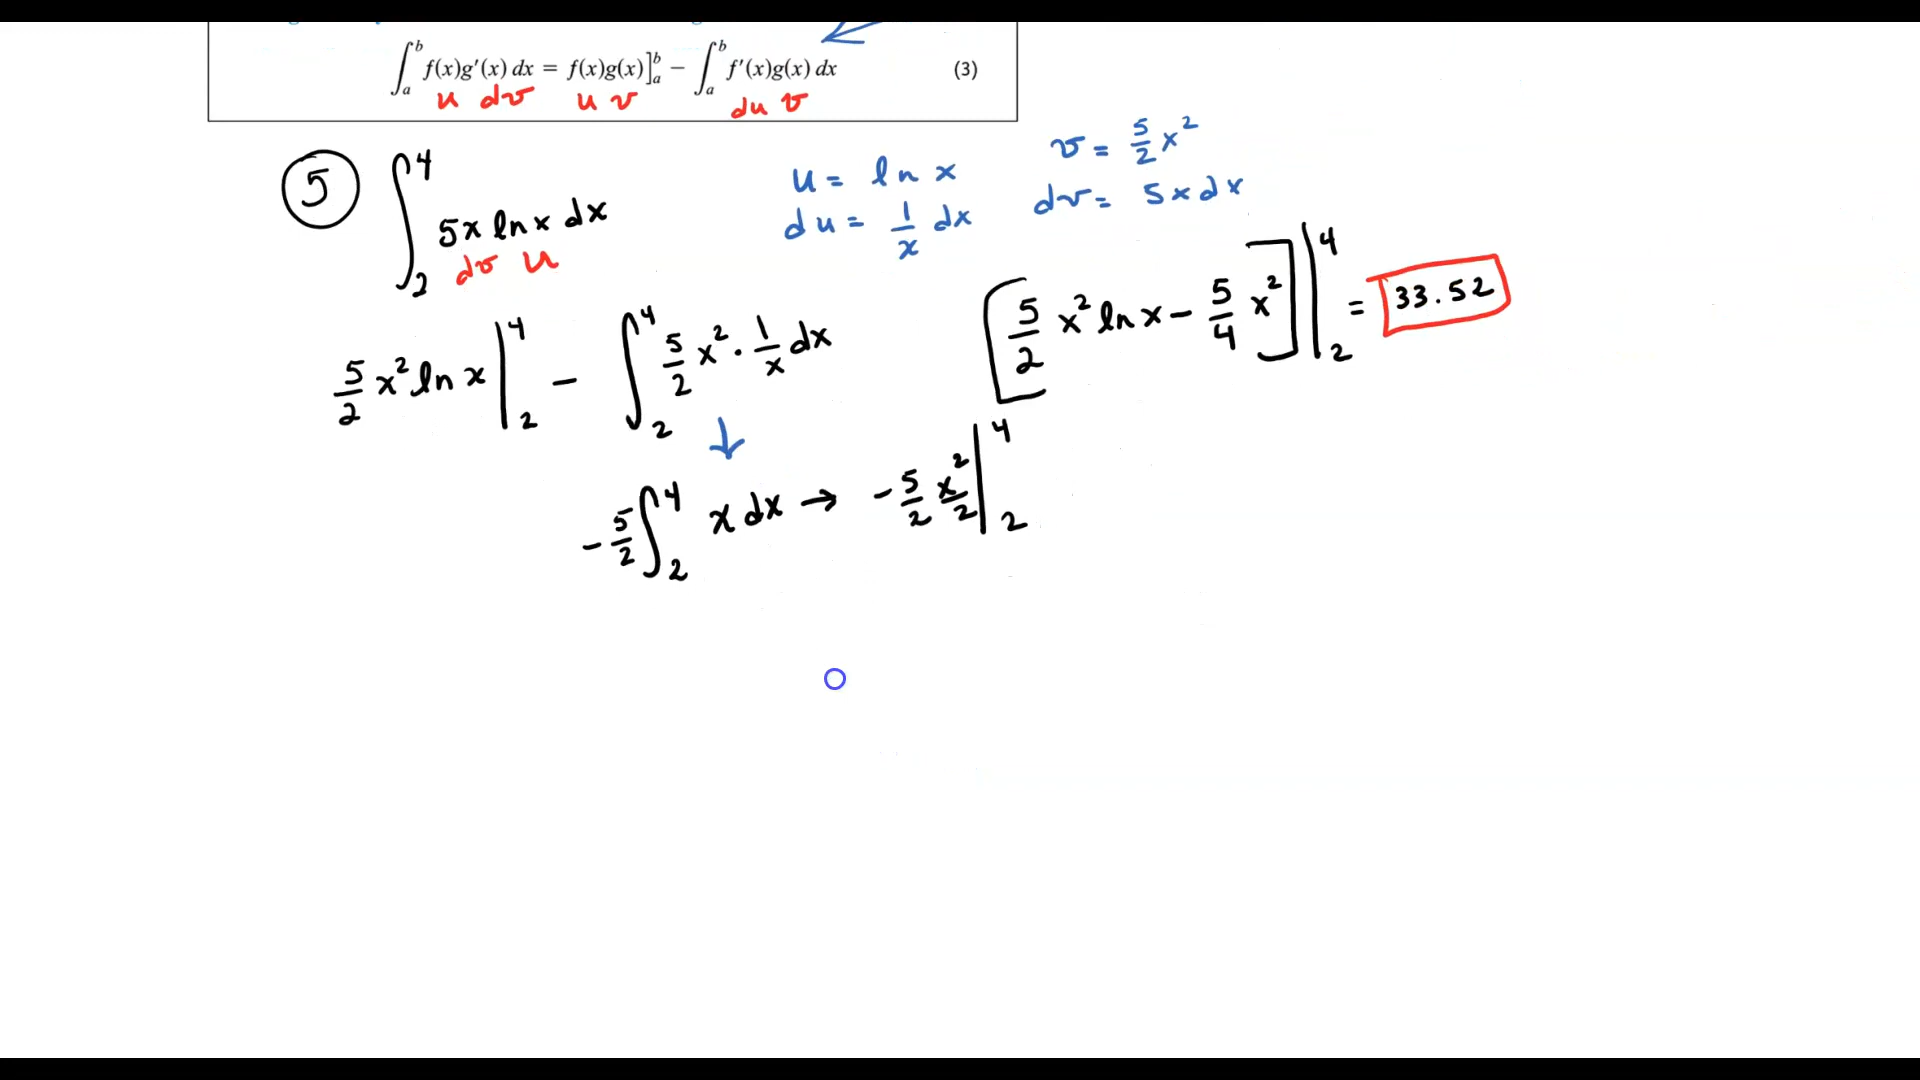 ∫_a^b f(x)g′(x) dx = f(x)g(x)]_a^b − ∫_a^b f′(x)g(x) dx (3)
u dv u v du v
5 ∫_2^4 5x ln x dx
dv u
u = ln x
du = 1/x dx
v = 5/2 x²
dv = 5x dx
5/2 x² ln x |_2^4 − ∫_2^4 5/2 x² · 1/x dx
↓
−5/2 ∫_2^4 x dx → −5/2 x²/2 |_2^4
[5/2 x² ln x − 5/4 x²] |_2^4 = 33.52